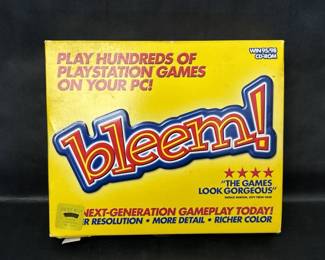 PLAY HUNDREDS OF
PLAYSTATION GAMES
ON YOUR PC!
WIN 95/98
CD-ROM
bleem!
★★★★
"THE GAMES
LOOK GORGEOUS"
NEXT-GENERATION GAMEPLAY TODAY!
RESOLUTION • MORE DETAIL • RICHER COLOR